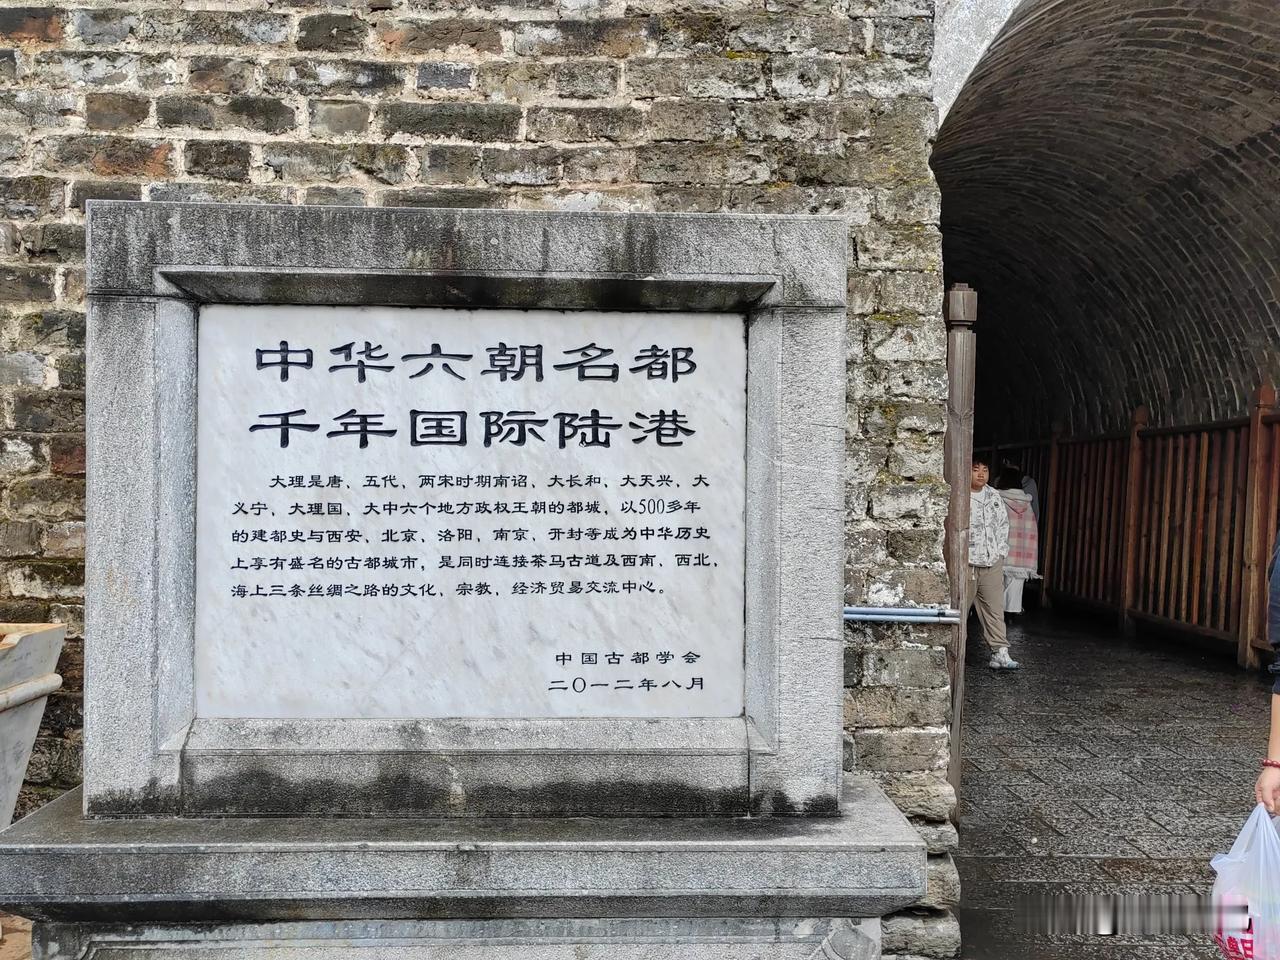 中华六朝名都
千年国际陆港
大理是唐、五代、两宋时期南诏、大长和、大天兴、大
义宁、大理国、大中六个地方政权王朝的都城，以500多年
的建都史与西安、北京、洛阳、南京、开封等成为中华历史
上享有盛名的古都城市，是同时连接茶马古道及西南、西北，
海上三条丝绸之路的文化，宗教，经济贸易交流中心。
中国古都学会
二〇一二年八月